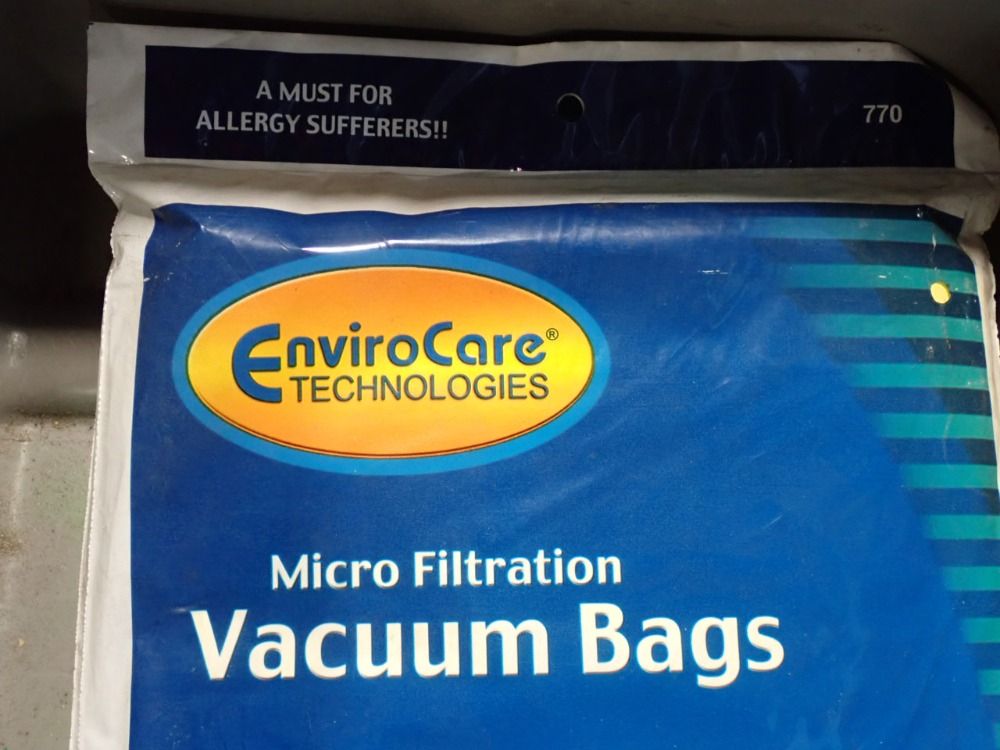 A MUST FOR
ALLERGY SUFFERERS!!
770
EnviroCare®
TECHNOLOGIES
Micro Filtration
Vacuum Bags